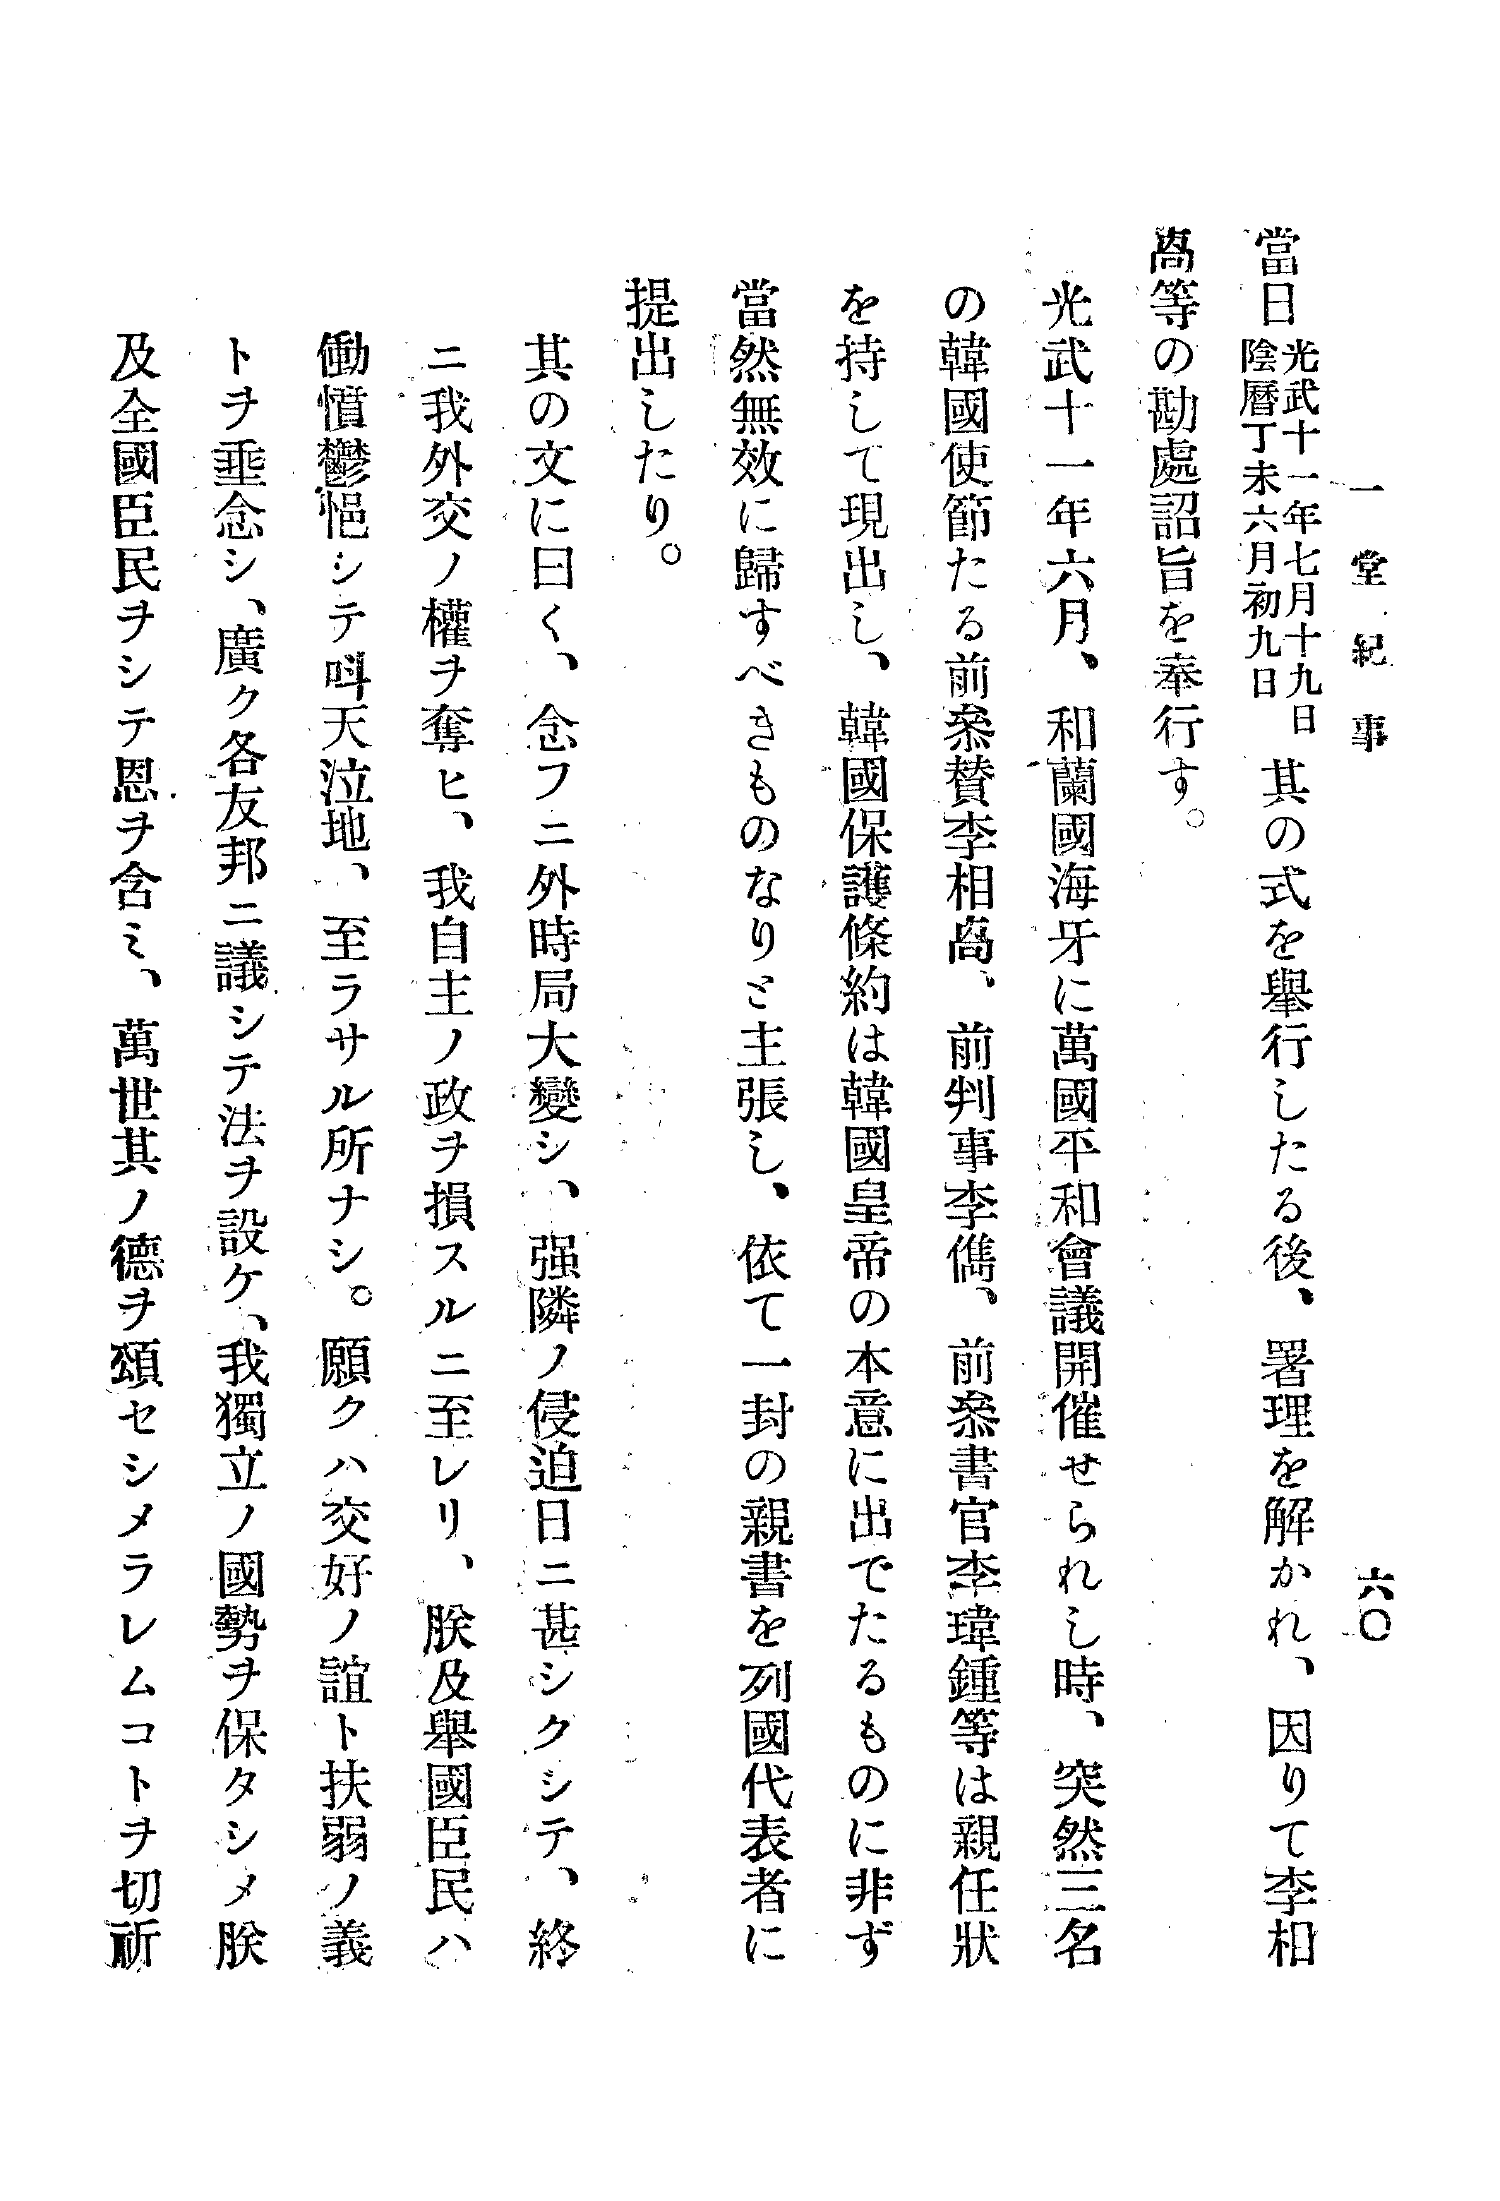 一堂紀事
六〇
當日光武十一年七月十九日陰曆丁未六月初九日其の式を舉行したる後、署理を解かれ、因りて李相
卨等の勘處詔旨を奉行す。
光武十一年六月、和蘭國海牙に萬國平和會議開催せられし時、突然三名
の韓國使節たる前叅賛李相卨、前判事李儁、前叅書官李瑋鍾等は親任狀
を持して現出し、韓國保護條約は韓國皇帝の本意に出でたるものに非ず
當然無效に歸すべきものなりと主張し、依て一封の親書を列國代表者に
提出したり。
其の文に曰く、念フニ外時局大變シ、强隣ノ侵迫日ニ甚シクシテ、終
ニ我外交ノ權ヲ奪ヒ、我自主ノ政ヲ損スルニ至レリ、朕及舉國臣民ハ
慟憤鬱悒シテ呌天泣地、至ラサル所ナシ。願クハ交好ノ誼ト扶弱ノ義
トヲ垂念シ、廣ク各友邦ニ議シテ法ヲ設ケ、我獨立ノ國勢ヲ保タシメ朕
及全國臣民ヲシテ恩ヲ含ミ、萬世其ノ德ヲ頌セシメラレムコトヲ切祈